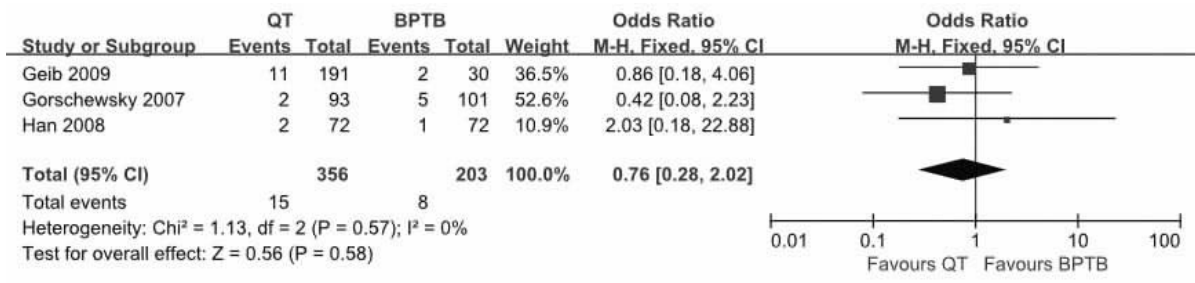 QT BPTB Odds Ratio Odds Ratio
Study or Subgroup Events Total Events Total Weight M-H, Fixed, 95% CI M-H, Fixed, 95% CI
Geib 2009 11 191 2 30 36.5% 0.86 [0.18, 4.06]
Gorschewsky 2007 2 93 5 101 52.6% 0.42 [0.08, 2.23]
Han 2008 2 72 1 72 10.9% 2.03 [0.18, 22.88]
Total (95% CI) 356 203 100.0% 0.76 [0.28, 2.02]
Total events 15 8
Heterogeneity: Chi² = 1.13, df = 2 (P = 0.57); I² = 0%
Test for overall effect: Z = 0.56 (P = 0.58)
0.01 0.1 1 10 100
Favours QT Favours BPTB